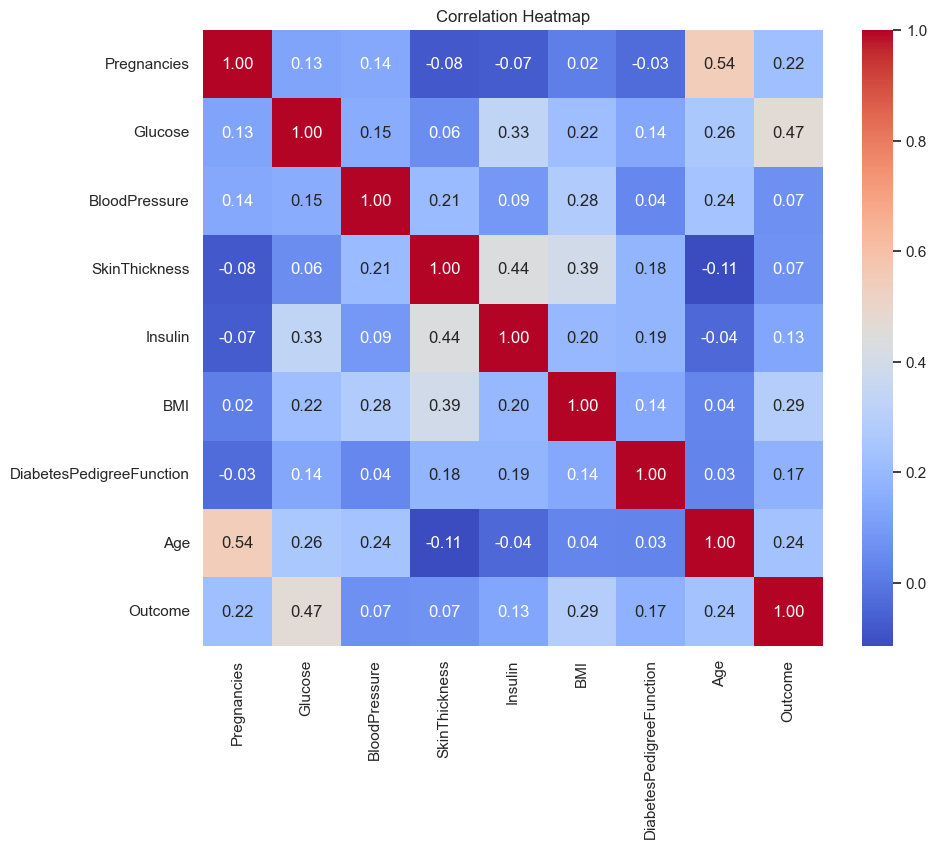 Correlation Heatmap
Pregnancies 1.00 0.13 0.14 -0.08 -0.07 0.02 -0.03 0.54 0.22
Glucose 0.13 1.00 0.15 0.06 0.33 0.22 0.14 0.26 0.47
BloodPressure 0.14 0.15 1.00 0.21 0.09 0.28 0.04 0.24 0.07
SkinThickness -0.08 0.06 0.21 1.00 0.44 0.39 0.18 -0.11 0.07
Insulin -0.07 0.33 0.09 0.44 1.00 0.20 0.19 -0.04 0.13
BMI 0.02 0.22 0.28 0.39 0.20 1.00 0.14 0.04 0.29
DiabetesPedigreeFunction -0.03 0.14 0.04 0.18 0.19 0.14 1.00 0.03 0.17
Age 0.54 0.26 0.24 -0.11 -0.04 0.04 0.03 1.00 0.24
Outcome 0.22 0.47 0.07 0.07 0.13 0.29 0.17 0.24 1.00
Pregnancies
Glucose
BloodPressure
SkinThickness
Insulin
BMI
DiabetesPedigreeFunction
Age
Outcome
1.0
0.8
0.6
0.4
0.2
0.0